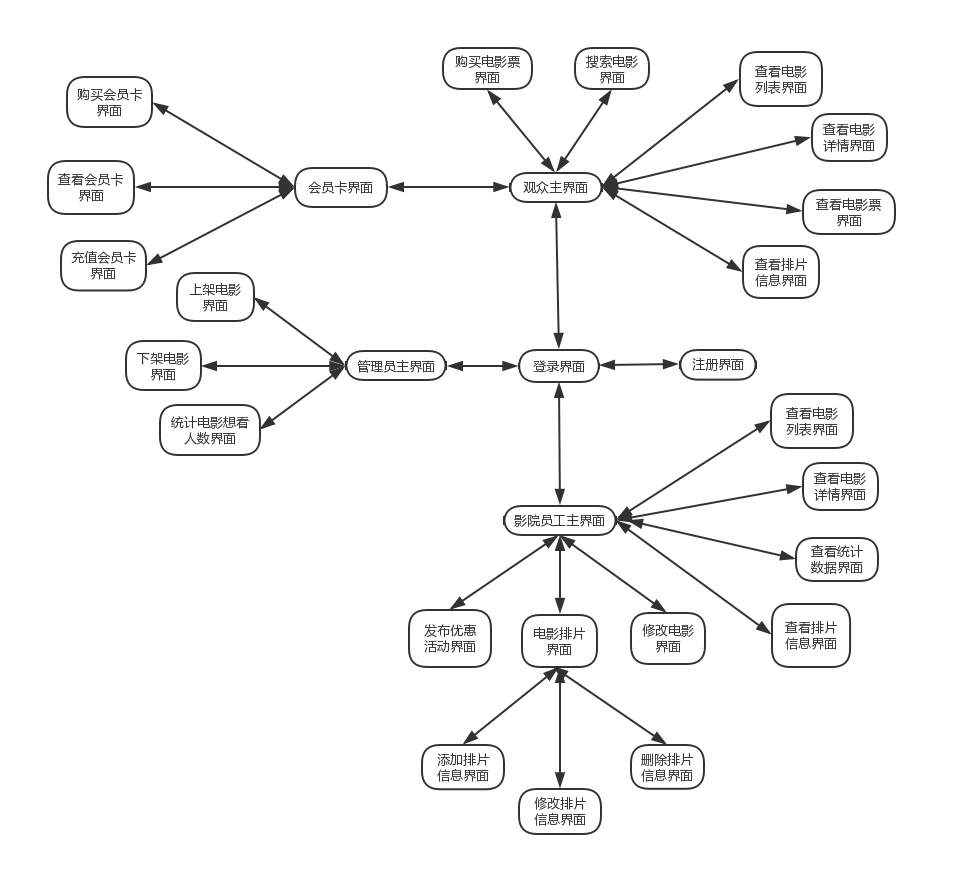 购买电影票
界面
搜索电影
界面
查看电影
列表界面
购买会员卡
界面
查看电影
详情界面
查看会员卡
界面
会员卡界面
观众主界面
查看电影票
界面
充值会员卡
界面
查看排片
信息界面
上架电影
界面
下架电影
界面
管理员主界面
登录界面
注册界面
统计电影想看
人数界面
查看电影
列表界面
查看电影
详情界面
影院员工主界面
查看统计
数据界面
发布优惠
活动界面
电影排片
界面
修改电影
界面
查看排片
信息界面
添加排片
信息界面
删除排片
信息界面
修改排片
信息界面